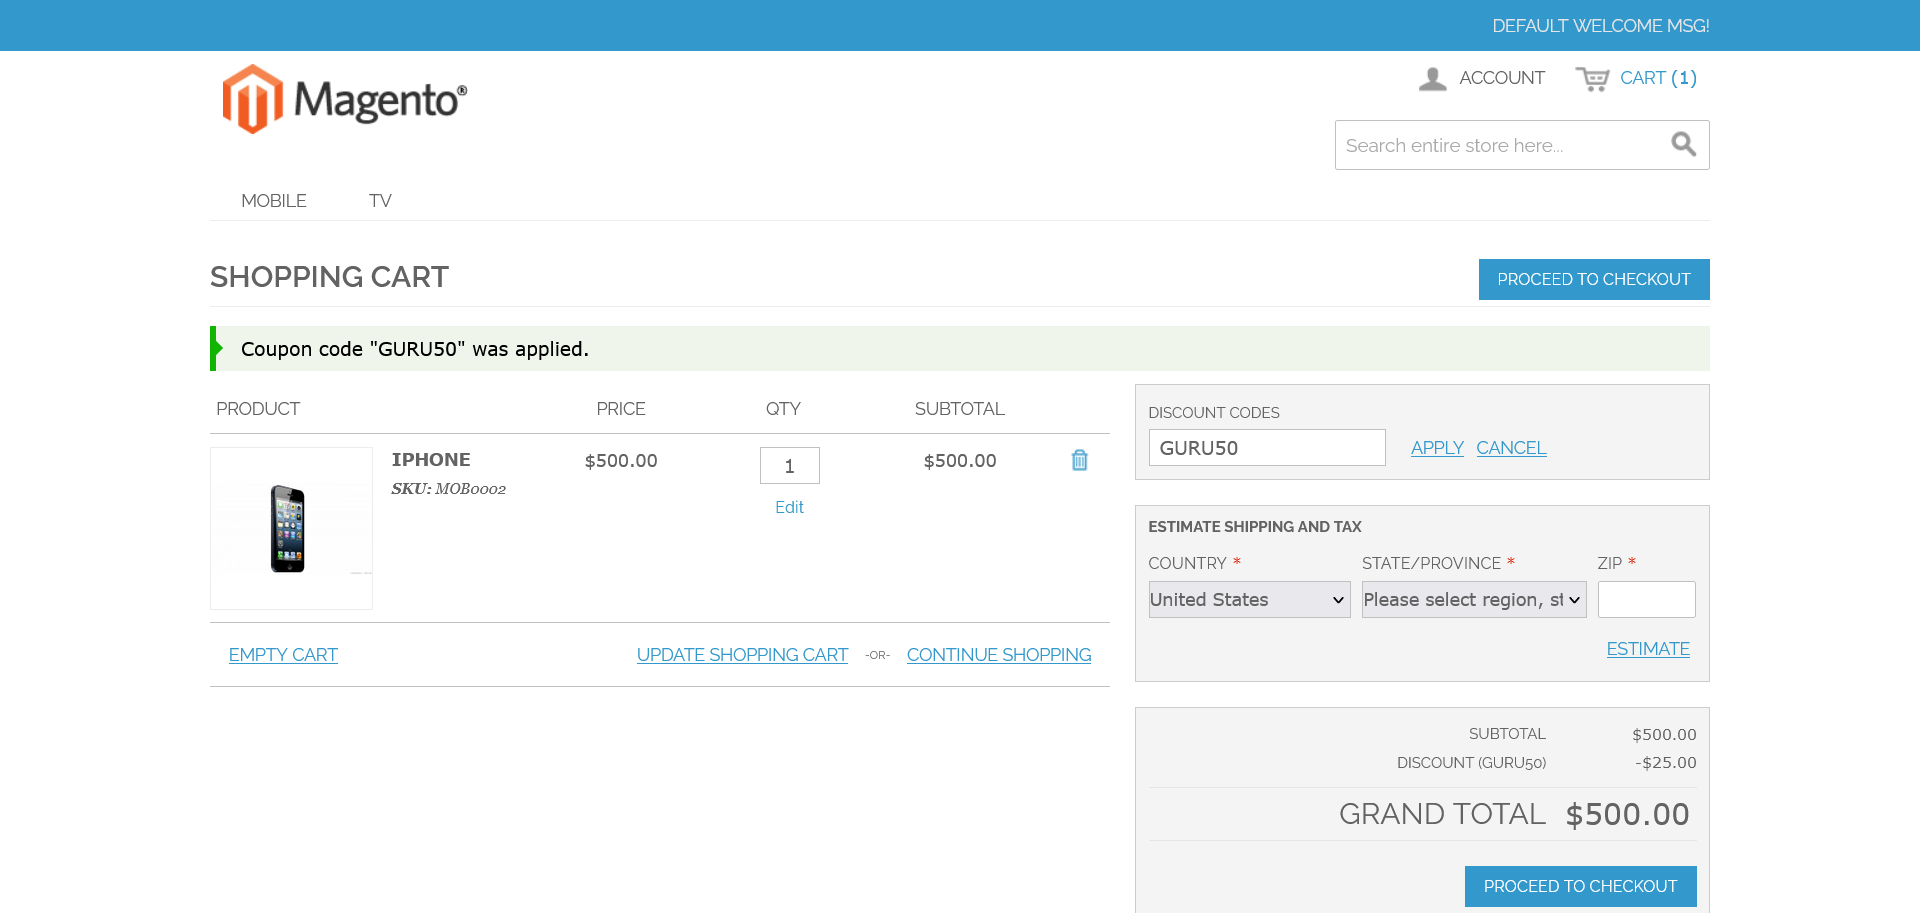 DEFAULT WELCOME MSG!
Magento®
ACCOUNT
CART (1)
Search entire store here...
MOBILE TV
SHOPPING CART
PROCEED TO CHECKOUT
Coupon code "GURU50" was applied.
PRODUCT PRICE QTY SUBTOTAL
IPHONE $500.00 1 $500.00
SKU: MOB0002
Edit
EMPTY CART UPDATE SHOPPING CART -OR- CONTINUE SHOPPING
DISCOUNT CODES
GURU50 APPLY CANCEL
ESTIMATE SHIPPING AND TAX
COUNTRY * STATE/PROVINCE * ZIP *
United States Please select region, st
ESTIMATE
SUBTOTAL $500.00
DISCOUNT (GURU50) -$25.00
GRAND TOTAL $500.00
PROCEED TO CHECKOUT